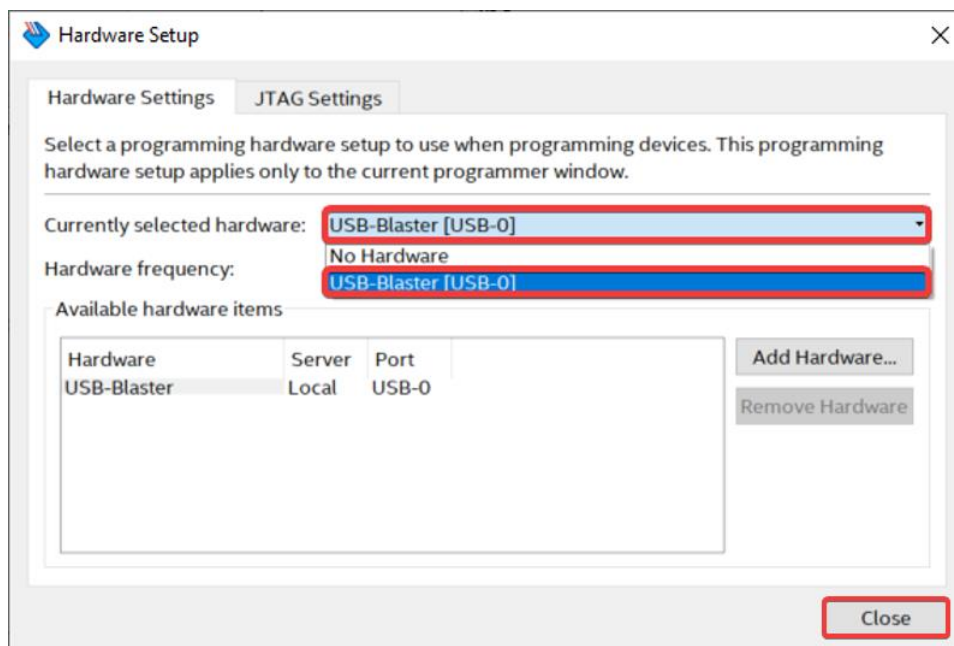 Hardware Setup
Hardware Settings
JTAG Settings
Select a programming hardware setup to use when programming devices. This programming
hardware setup applies only to the current programmer window.
Currently selected hardware: USB-Blaster [USB-0]
No Hardware
Hardware frequency:
USB-Blaster [USB-0]
Available hardware items
Hardware Server Port
USB-Blaster Local USB-0
Add Hardware...
Remove Hardware
Close